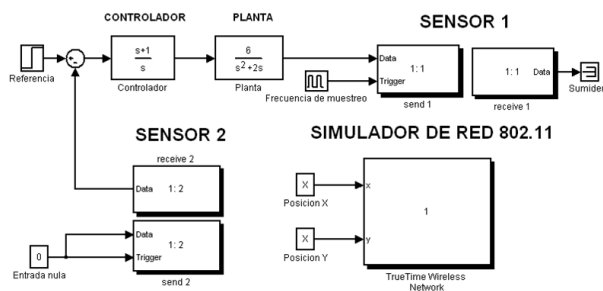 CONTROLADOR
PLANTA
SENSOR 1
Referencia
+
-
s+1
s
Controlador
6
s²+2s
Planta
Frecuencia de muestreo
Data
Trigger
1: 1
send 1
1: 1
Data
receive 1
Sumider
SENSOR 2
receive 2
Data
1: 2
Data
Trigger
1: 2
send 2
0
Entrada nula
SIMULADOR DE RED 802.11
X
Posicion X
X
Posicion Y
x
y
1
TrueTime Wireless
Network